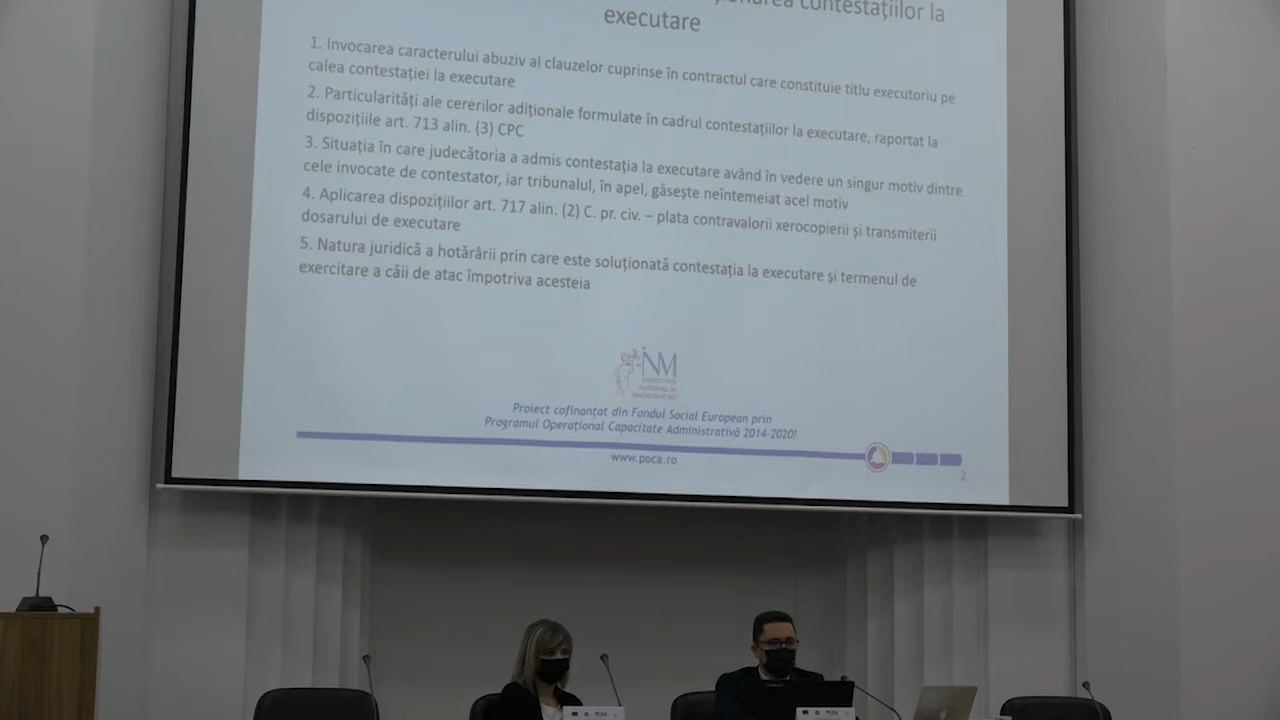 contestațiilor la
executare
1. Invocarea caracterului abuziv al clauzelor cuprinse în contractul care constituie titlu executoriu pe
calea contestației la executare
2. Particularități ale cererilor adiționale formulate în cadrul contestațiilor la executare, raportat la
dispozițiile art. 713 alin. (3) CPC
3. Situația în care judecătoria a admis contestația la executare având în vedere un singur motiv dintre
cele invocate de contestator, iar tribunalul, în apel, găsește neîntemeiat acel motiv
4. Aplicarea dispozițiilor art. 717 alin. (2) C. pr. civ. – plata contravalorii xerocopierii și transmiterii
dosarului de executare
5. Natura juridică a hotărârii prin care este soluționată contestația la executare și termenul de
exercitare a căii de atac împotriva acesteia
INM
Proiect cofinanțat din Fondul Social European prin
Programul Operațional Capacitate Administrativă 2014-2020!
www.poca.ro
2